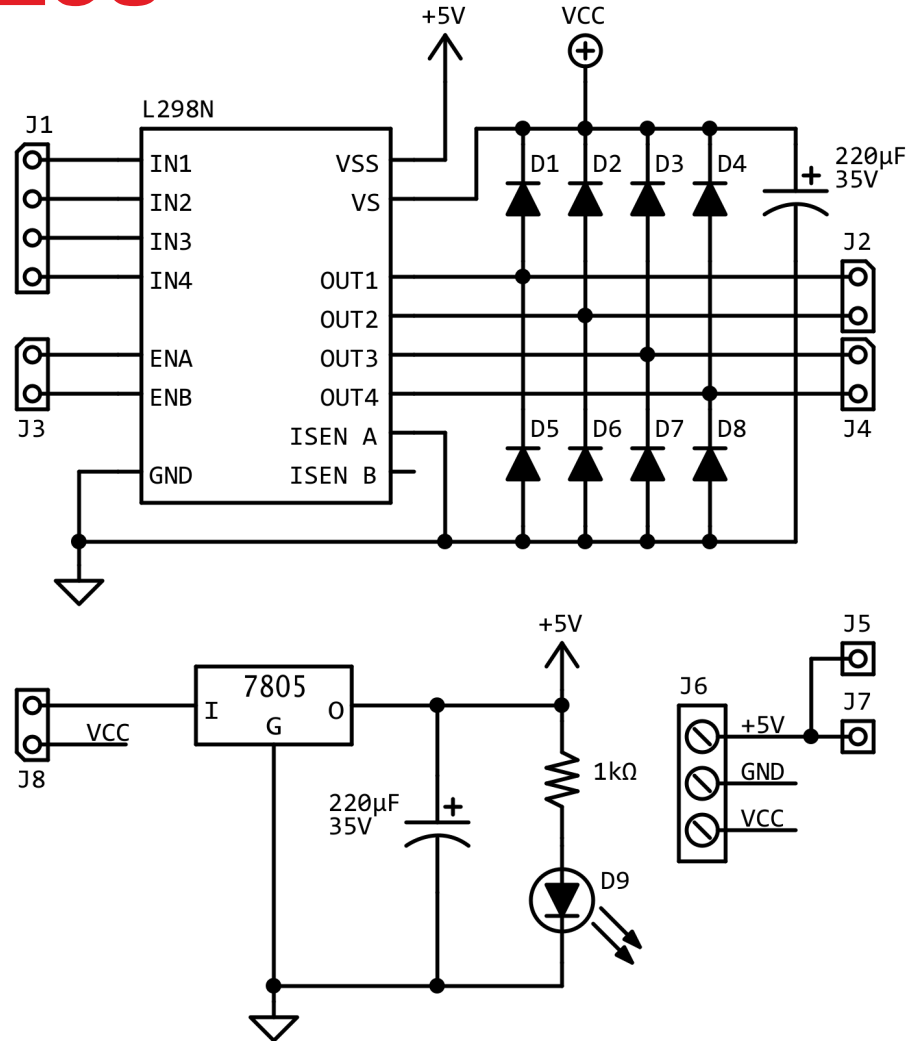 +5V
VCC
L298N
J1
IN1
IN2
IN3
IN4
ENA
ENB
J3
GND
VSS
VS
OUT1
OUT2
OUT3
OUT4
ISEN A
ISEN B
D1
D2
D3
D4
+
220µF
35V
J2
J4
D5
D6
D7
D8
+5V
J5
J7
J6
+5V
GND
VCC
7805
I
G
O
VCC
J8
220µF
35V
+
1kΩ
D9